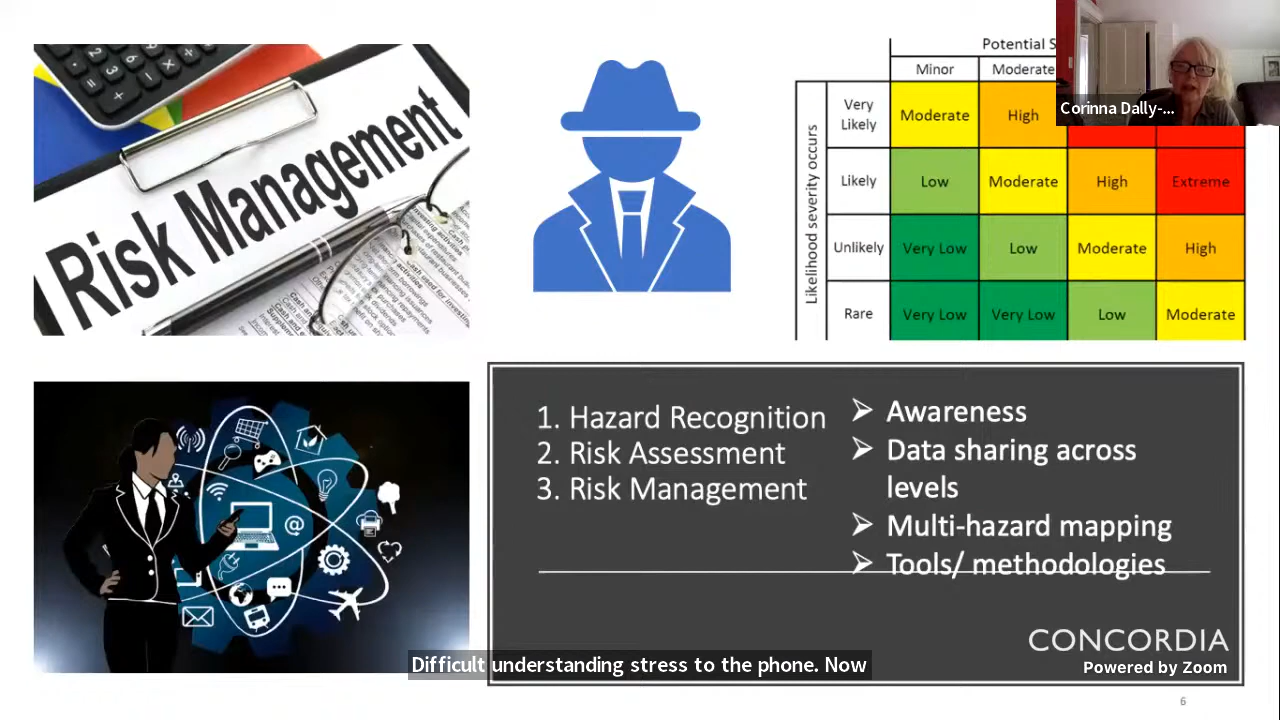 Risk Management
Potential S
Minor
Moderate
Corinna Dally-...
Likelihood severity occurs
Very
Likely
Moderate
High
Likely
Low
Moderate
High
Extreme
Unlikely
Very Low
Low
Moderate
High
Rare
Very Low
Very Low
Low
Moderate
1. Hazard Recognition
2. Risk Assessment
3. Risk Management
➢ Awareness
➢ Data sharing across
levels
➢ Multi-hazard mapping
➢ Tools/ methodologies
@
CONCORDIA
Powered by Zoom
Difficult understanding stress to the phone. Now
6